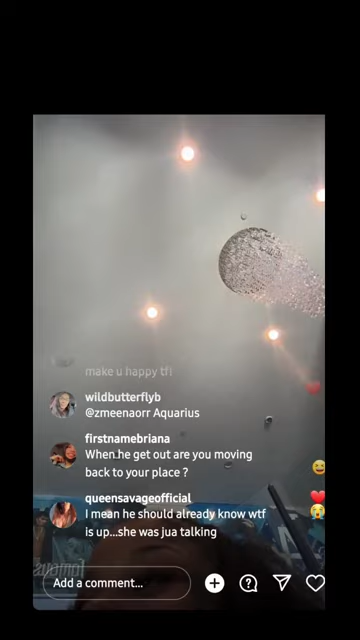 make u happy tf!
wildbutterflyb
@zmeenaorr Aquarius
firstnamebriana
When he get out are you moving
back to your place ?
queensavageofficial
I mean he should already know wtf
is up...she was jua talking
Add a comment...